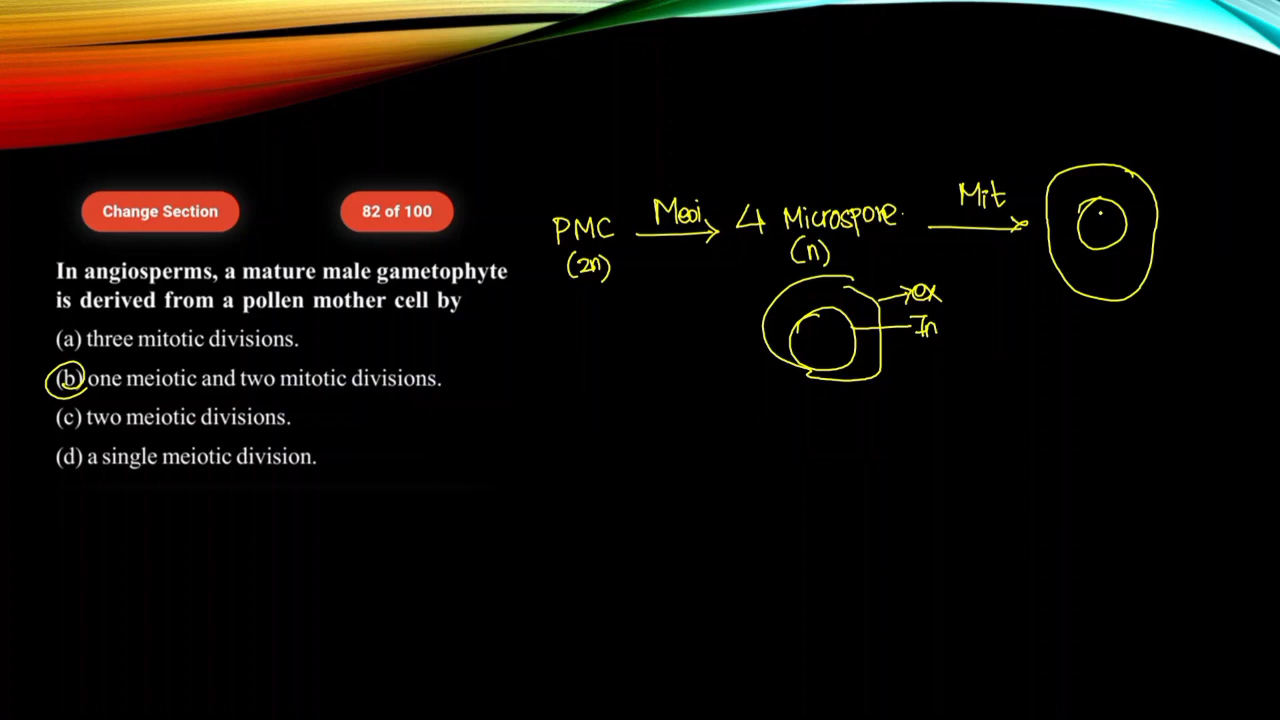 Change Section
82 of 100
In angiosperms, a mature male gametophyte
is derived from a pollen mother cell by
(a) three mitotic divisions.
(b) one meiotic and two mitotic divisions.
(c) two meiotic divisions.
(d) a single meiotic division.
PMC Meoi 4 Microspore Mit
(2n) (n)
ex
In